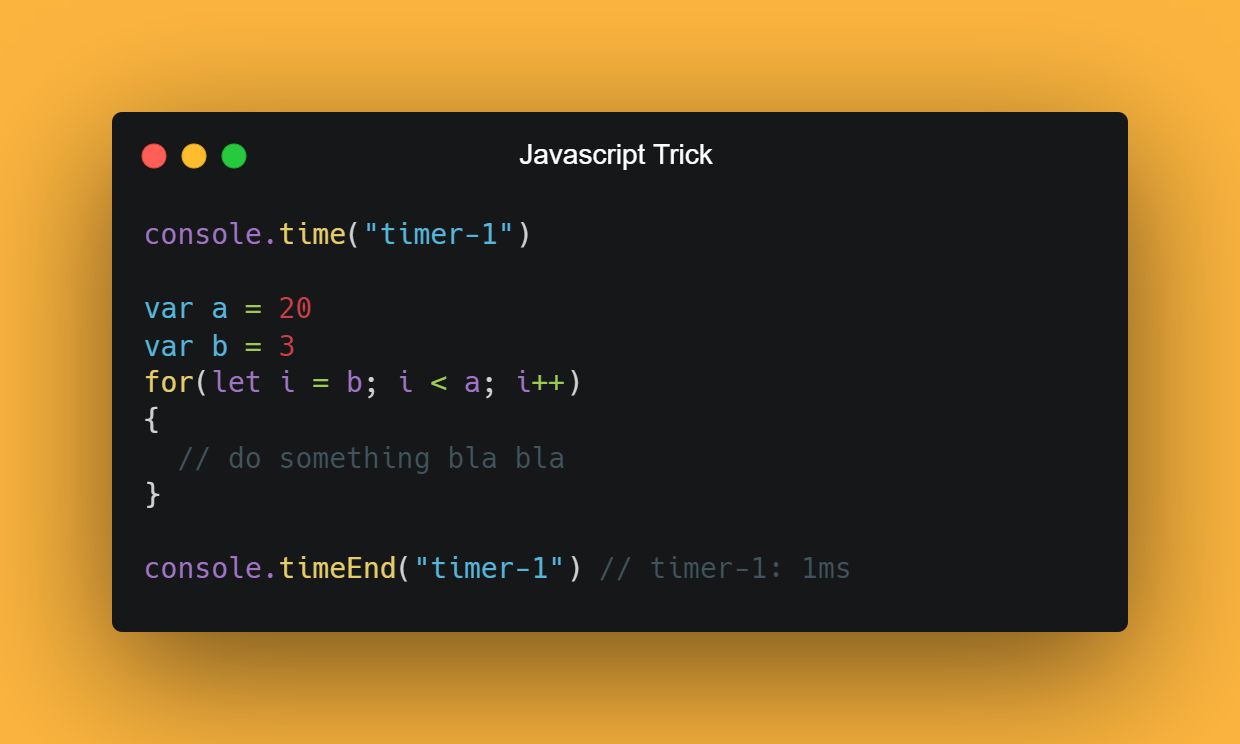 Javascript Trick
console.time("timer-1")
var a = 20
var b = 3
for(let i = b; i < a; i++)
{
  // do something bla bla
}
console.timeEnd("timer-1") // timer-1: 1ms